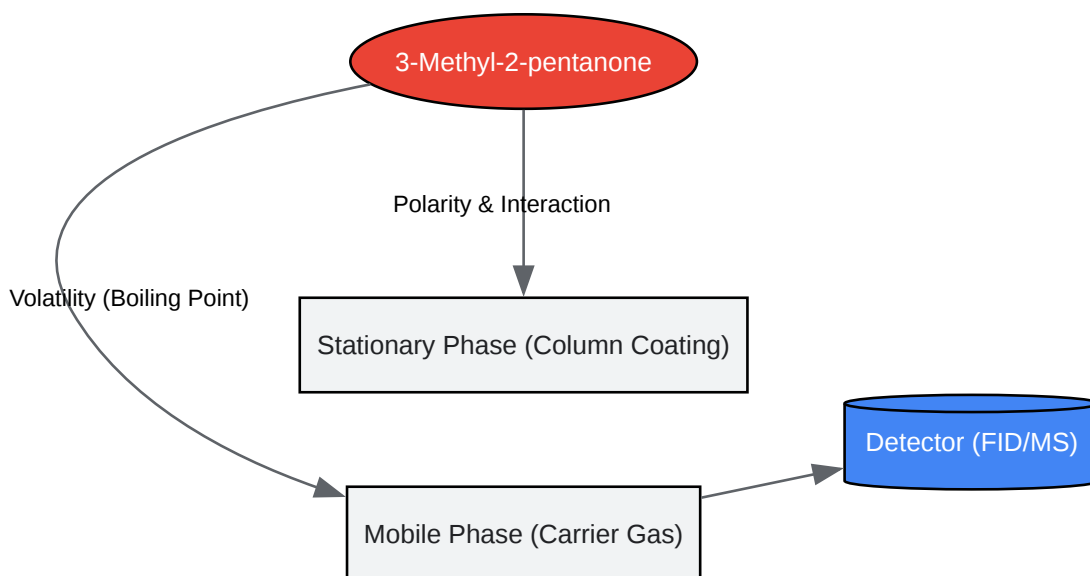 3-Methyl-2-pentanone
Polarity & Interaction
Volatility (Boiling Point)
Stationary Phase (Column Coating)
Detector (FID/MS)
Mobile Phase (Carrier Gas)